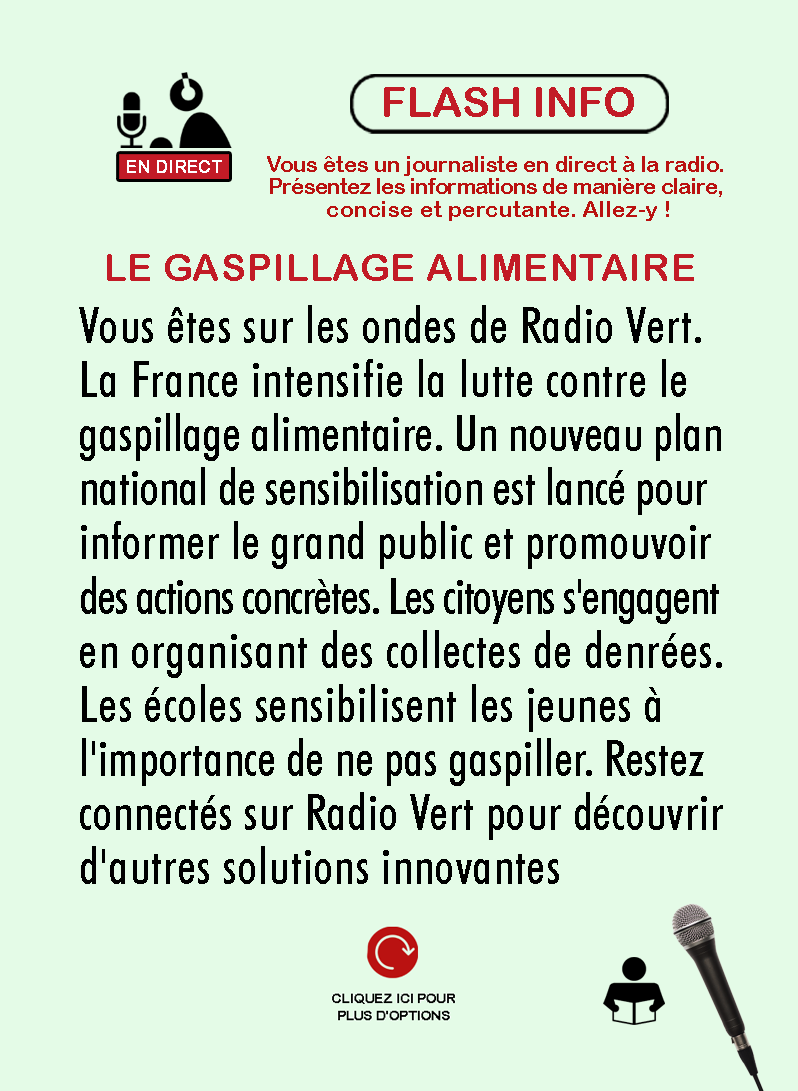 FLASH INFO
EN DIRECT
Vous êtes un journaliste en direct à la radio.
Présentez les informations de manière claire,
concise et percutante. Allez-y !
LE GASPILLAGE ALIMENTAIRE
Vous êtes sur les ondes de Radio Vert.
La France intensifie la lutte contre le
gaspillage alimentaire. Un nouveau plan
national de sensibilisation est lancé pour
informer le grand public et promouvoir
des actions concrètes. Les citoyens s'engagent
en organisant des collectes de denrées.
Les écoles sensibilisent les jeunes à
l'importance de ne pas gaspiller. Restez
connectés sur Radio Vert pour découvrir
d'autres solutions innovantes
CLIQUEZ ICI POUR
PLUS D'OPTIONS